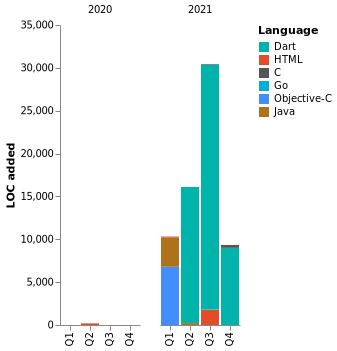 2020 2021
Language
Dart
HTML
C
Go
Objective-C
Java
LOC added
35,000
30,000
25,000
20,000
15,000
10,000
5,000
0
Q1 Q2 Q3 Q4 Q1 Q2 Q3 Q4